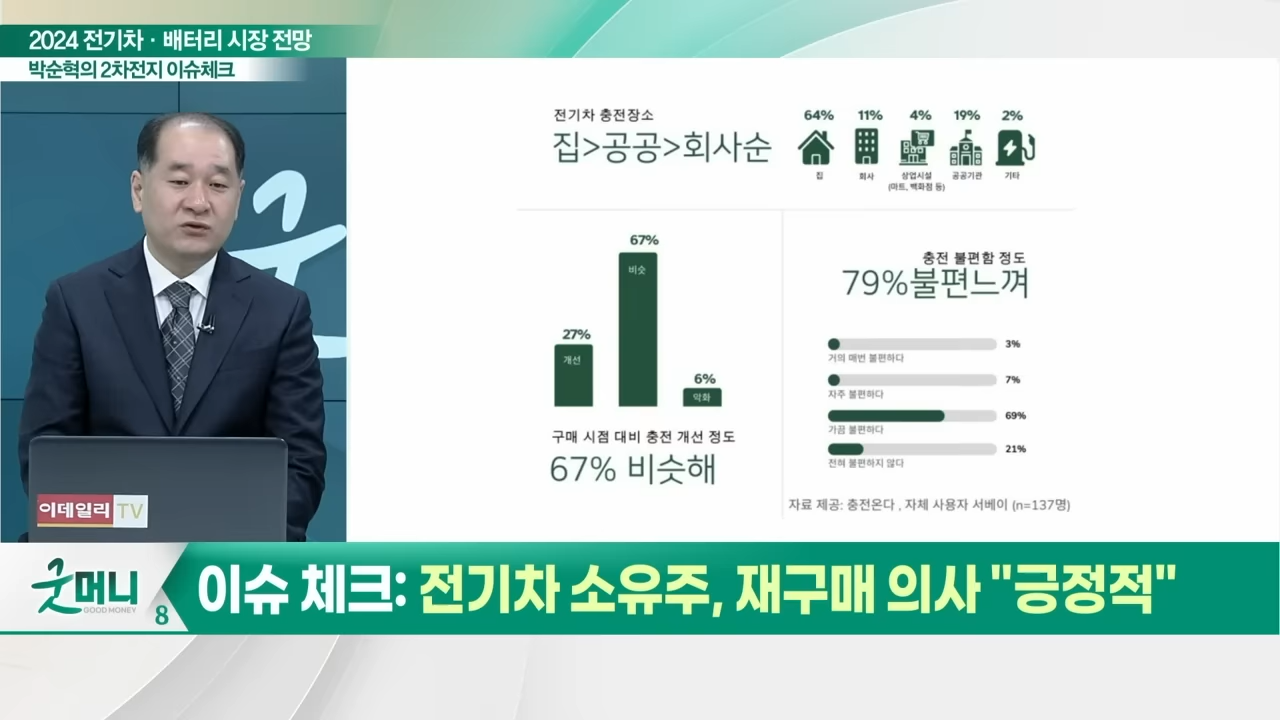 2024 전기차 · 배터리 시장 전망
박순혁의 2차전지 이슈체크
전기차 충전장소
집>공공>회사순
64% 11% 4% 19% 2%
집 회사 상업시설 공공기관 기타
(마트, 백화점 등)
67%
비슷
27%
개선
6%
악화
구매 시점 대비 충전 개선 정도
67% 비슷해
충전 불편함 정도
79%불편느껴
3%
거의 매번 불편하다
7%
자주 불편하다
69%
가끔 불편하다
21%
전혀 불편하지 않다
자료 제공: 충전온다 , 자체 사용자 서베이 (n=137명)
이데일리 TV
굿머니
GOOD MONEY
8
이슈 체크: 전기차 소유주, 재구매 의사 "긍정적"